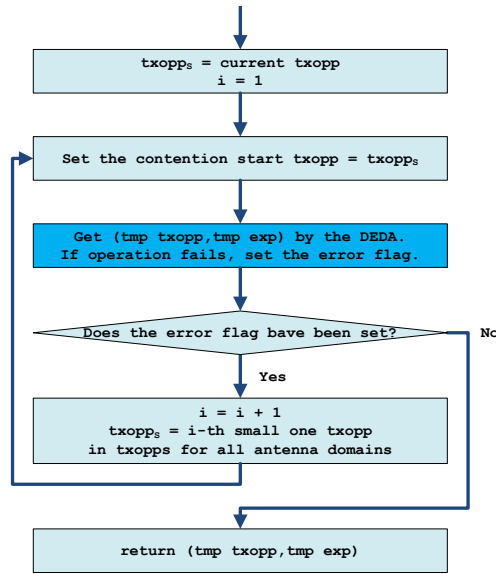 txoppₛ = current txopp
i = 1
Set the contention start txopp = txoppₛ
Get (tmp txopp,tmp exp) by the DEDA.
If operation fails, set the error flag.
Does the error flag bave been set?
No
Yes
i = i + 1
txoppₛ = i-th small one txopp
in txopps for all antenna domains
return (tmp txopp,tmp exp)